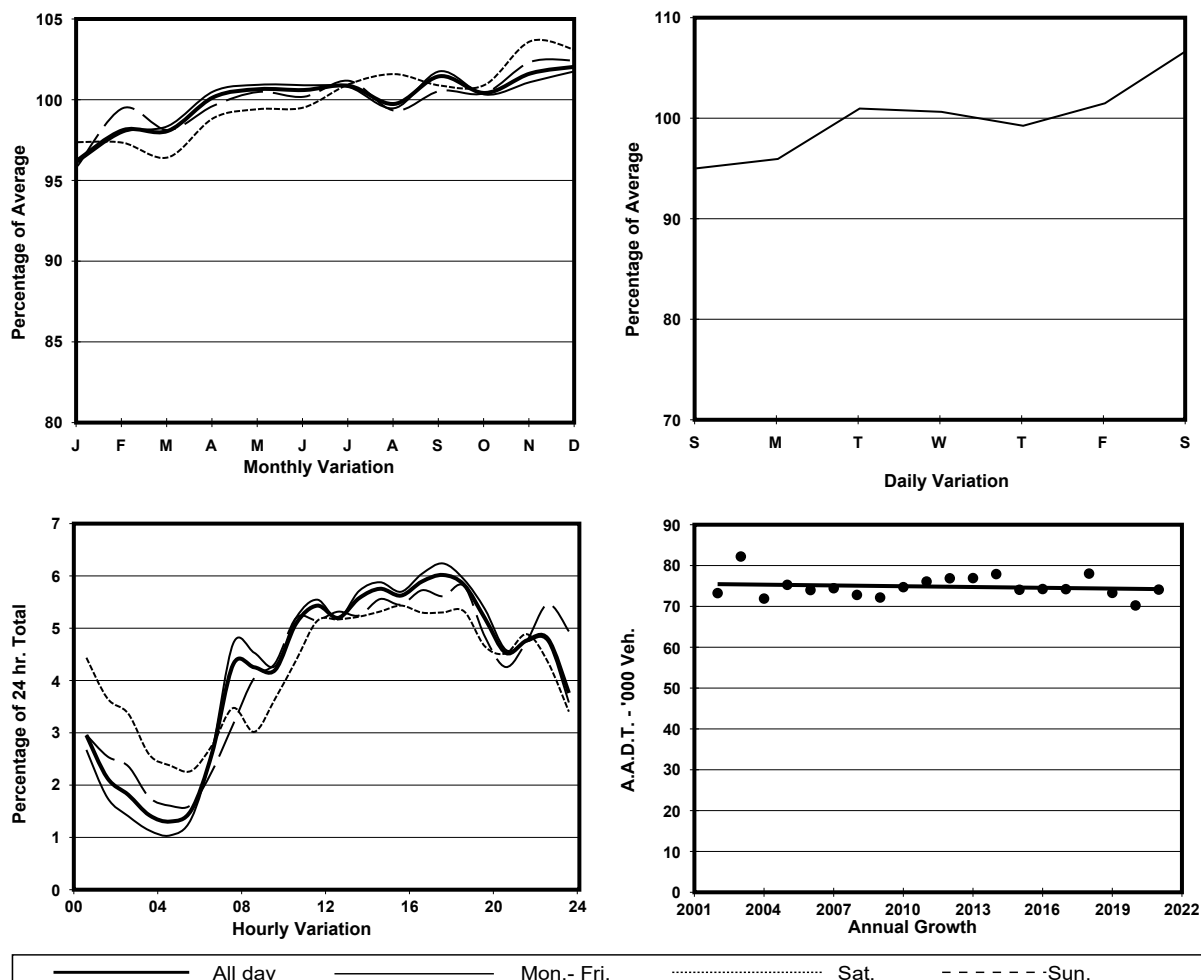 105
100
95
90
85
80
Percentage of Average
J F M A M J J A S O N D
Monthly Variation
110
100
90
80
70
Percentage of Average
S M T W T F S
Daily Variation
7
6
5
4
3
2
1
0
Percentage of 24 hr. Total
00 04 08 12 16 20 24
Hourly Variation
90
80
70
60
50
40
30
20
10
0
A.A.D.T. - '000 Veh.
2001 2004 2007 2010 2013 2016 2019 2022
Annual Growth
All day Mon.- Fri. Sat. Sun.